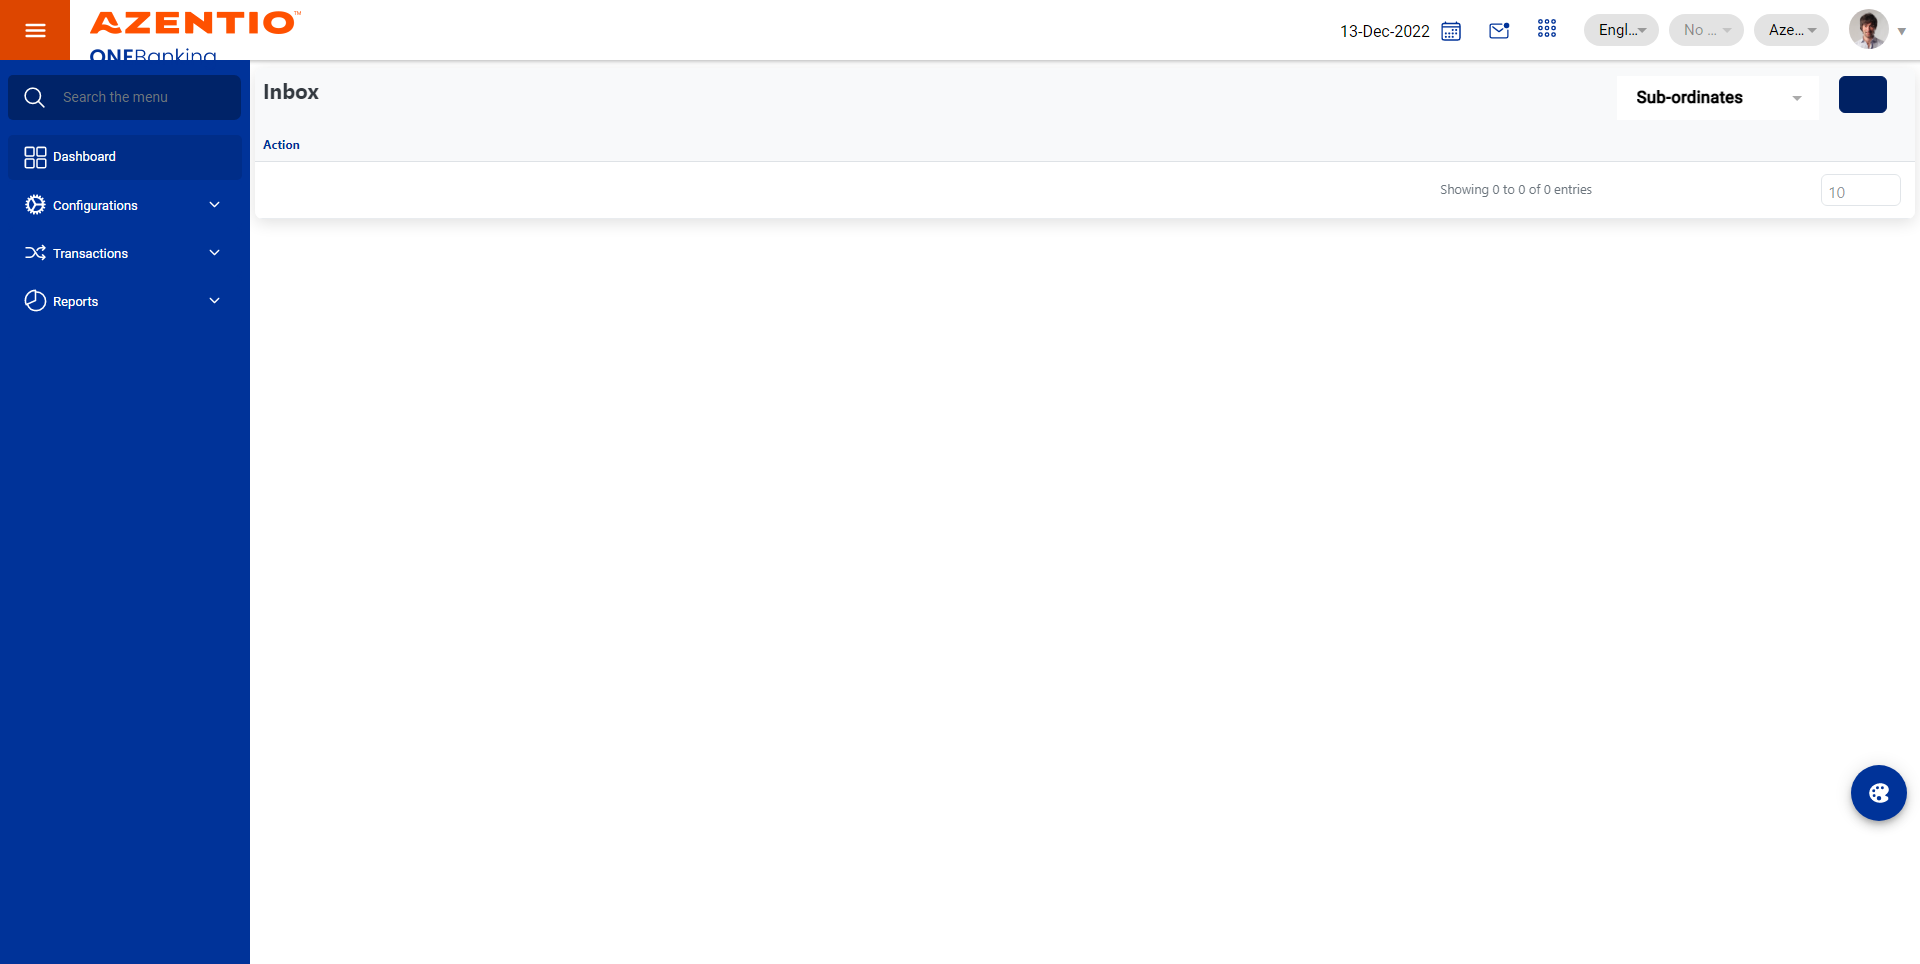 AZENTIO™
ONEBanking
13-Dec-2022
Engl...
No ...
Aze...
Search the menu
Dashboard
Configurations
Transactions
Reports
Inbox
Sub-ordinates
Action
Showing 0 to 0 of 0 entries
10